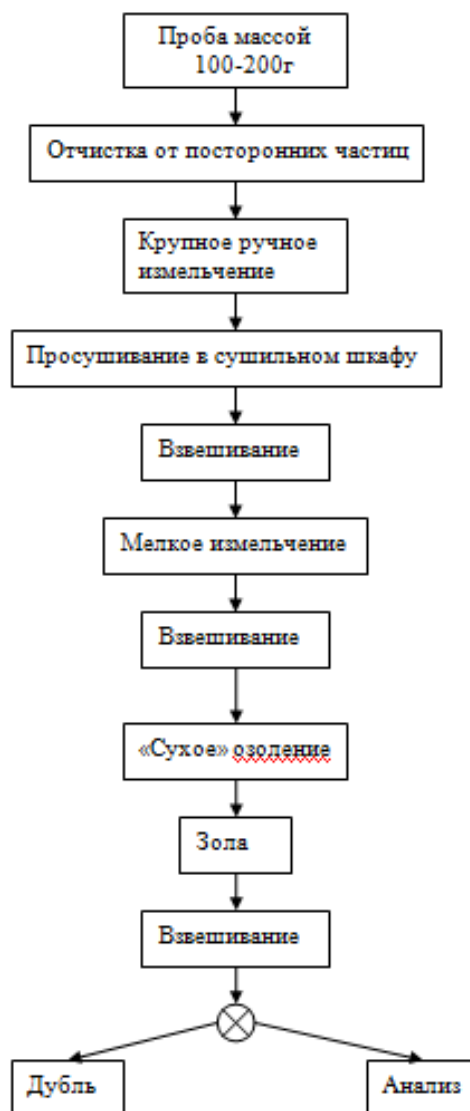 Проба массой
100-200г
Отчистка от посторонних частиц
Крупное ручное
измельчение
Просушивание в сушильном шкафу
Взвешивание
Мелкое измельчение
Взвешивание
«Сухое» озоление
Зола
Взвешивание
Дубль
Анализ